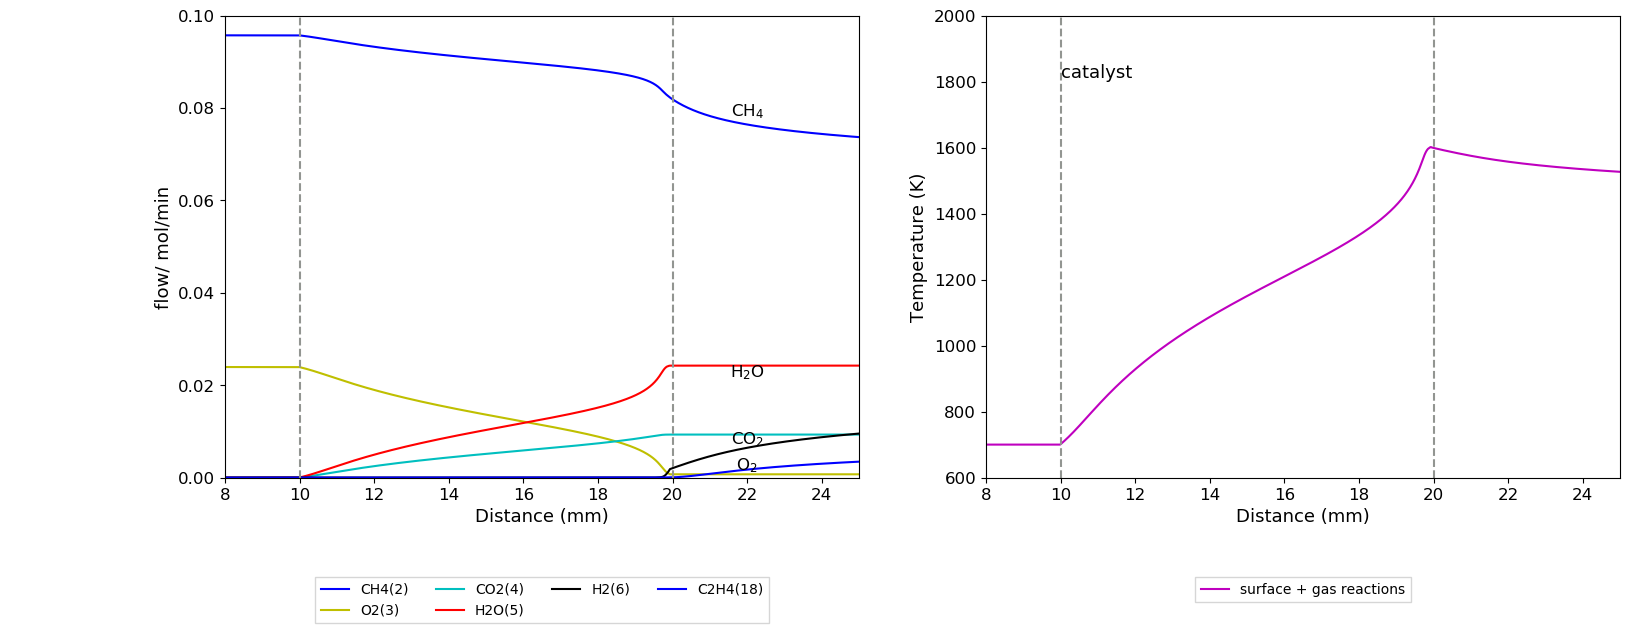 0.10
0.08
0.06
0.04
0.02
0.00
flow/ mol/min
CH₄
H₂O
CO₂
O₂
8 10 12 14 16 18 20 22 24
Distance (mm)
CH4(2) CO2(4) H2(6) C2H4(18)
O2(3) H2O(5)
2000
1800
1600
1400
1200
1000
800
600
Temperature (K)
catalyst
8 10 12 14 16 18 20 22 24
Distance (mm)
surface + gas reactions